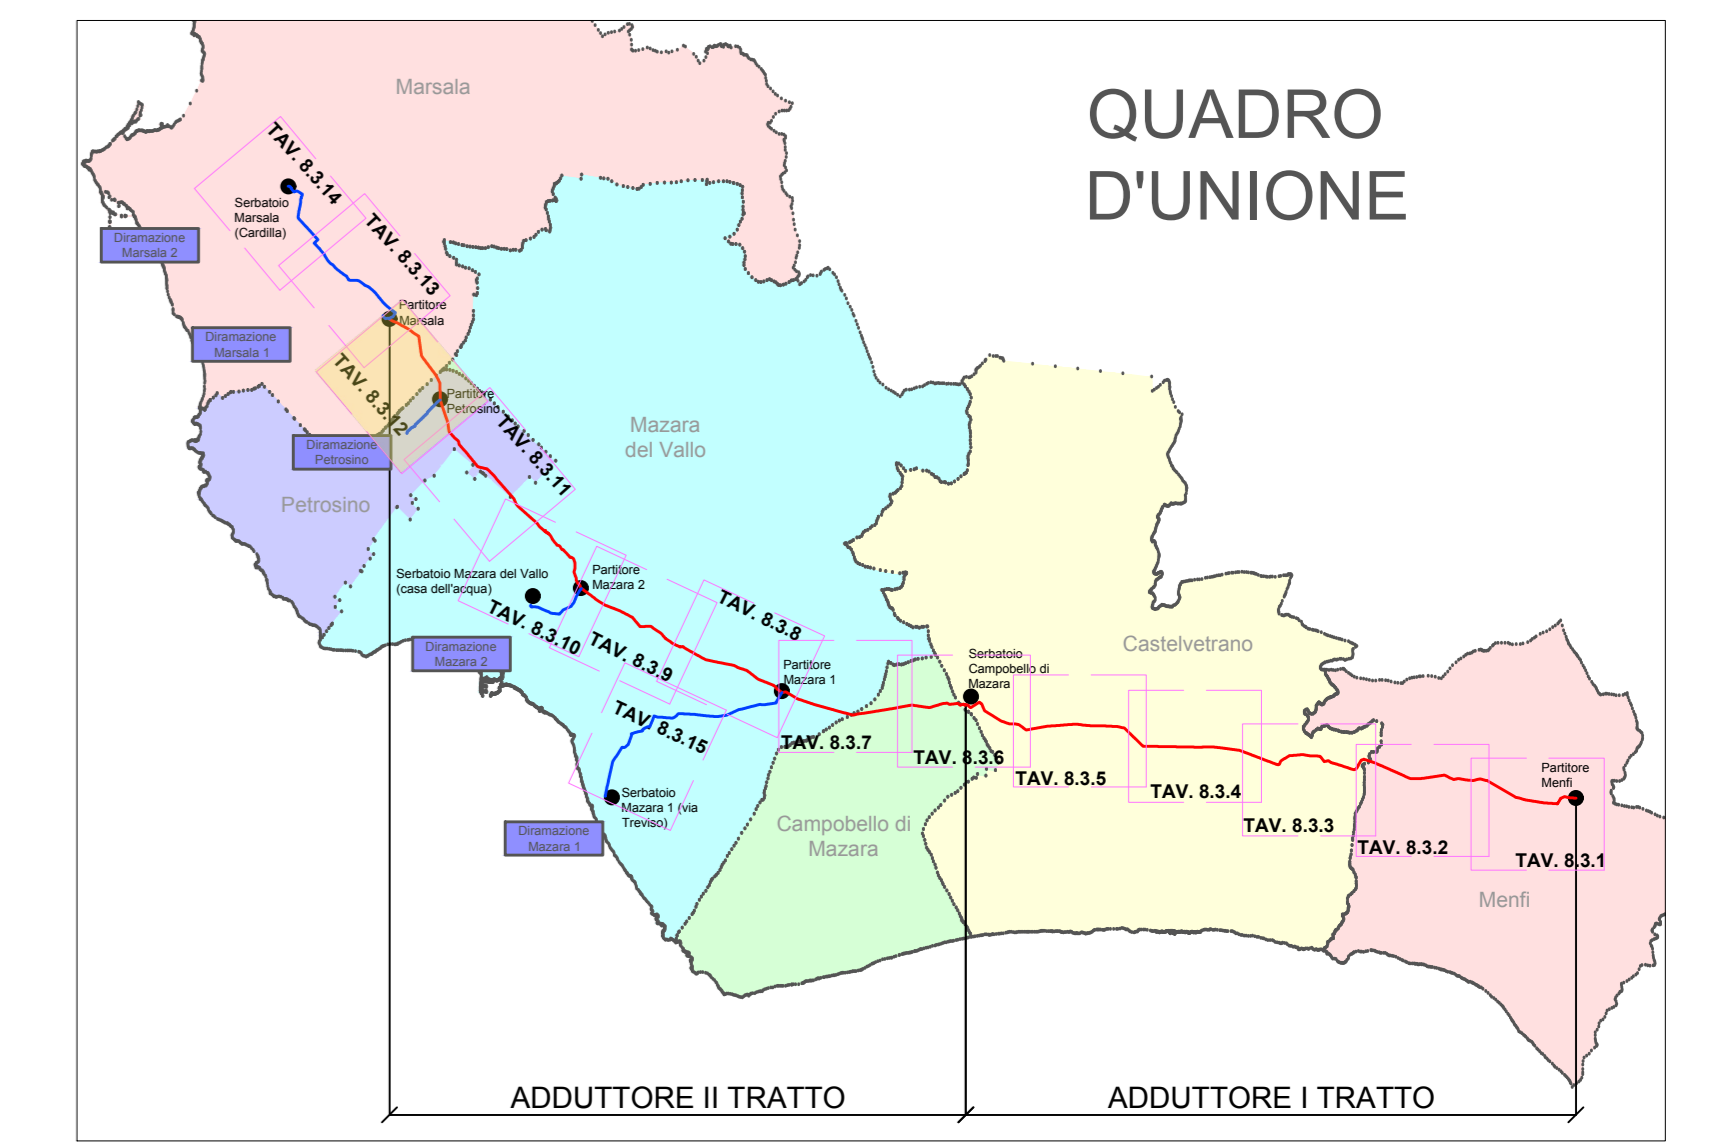 QUADRO
D'UNIONE
Marsala
TAV. 8.3.14
Serbatoio
Marsala
(Cardilla)
Diramazione
Marsala 2
TAV. 8.3.13
Partitore
Marsala
Diramazione
Marsala 1
TAV. 8.3.12
Partitore
Petrosino
Diramazione
Petrosino
TAV. 8.3.11
Petrosino
Mazara
del Vallo
Serbatoio Mazara del Vallo
(casa dell'acqua)
Partitore
Mazara 2
TAV. 8.3.10
TAV. 8.3.9
TAV. 8.3.8
Diramazione
Mazara 2
Partitore
Mazara 1
TAV. 8.3.15
TAV. 8.3.7
Serbatoio
Mazara 1 (via
Treviso)
Diramazione
Mazara 1
Campobello di
Mazara
Serbatoio
Campobello di
Mazara
TAV. 8.3.6
Castelvetrano
TAV. 8.3.5
TAV. 8.3.4
TAV. 8.3.3
TAV. 8.3.2
Partitore
Menfi
TAV. 8.3.1
Menfi
ADDUTTORE II TRATTO
ADDUTTORE I TRATTO